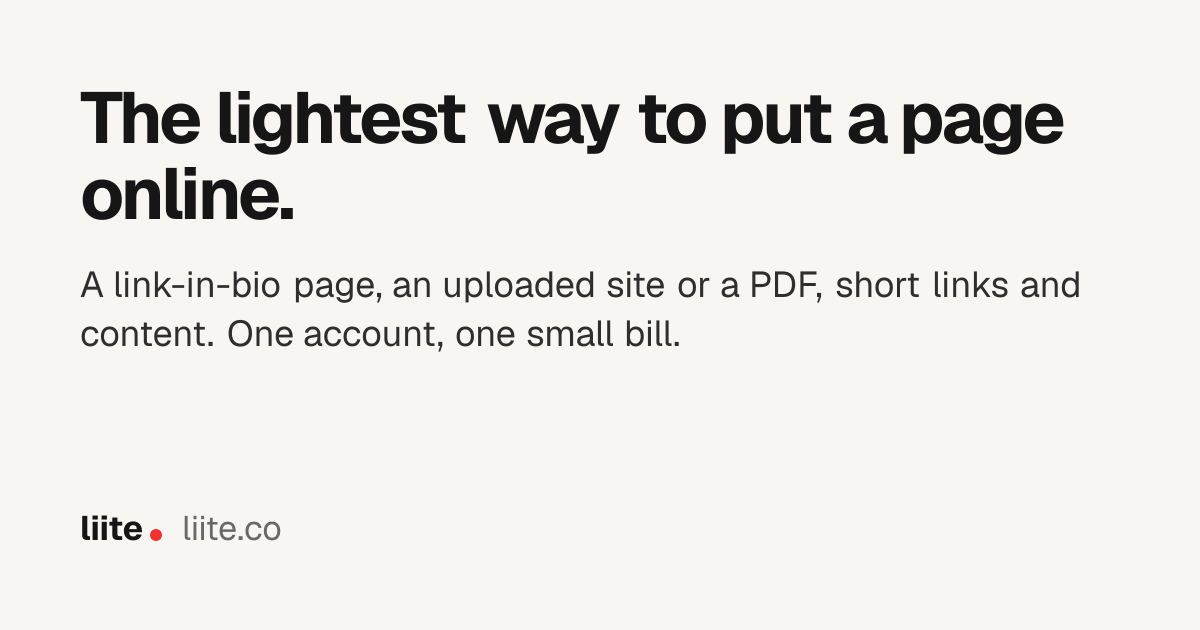 The lightest way to put a page
online.
A link-in-bio page, an uploaded site or a PDF, short links and
content. One account, one small bill.
liite. liite.co